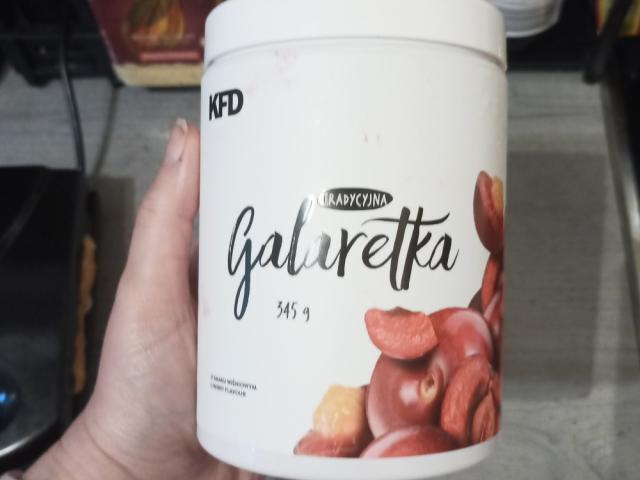 KFD
TRADYCYJNA
Galaretka
345 g
O SMAKU WIŚNIOWYM
CHERRY FLAVOUR